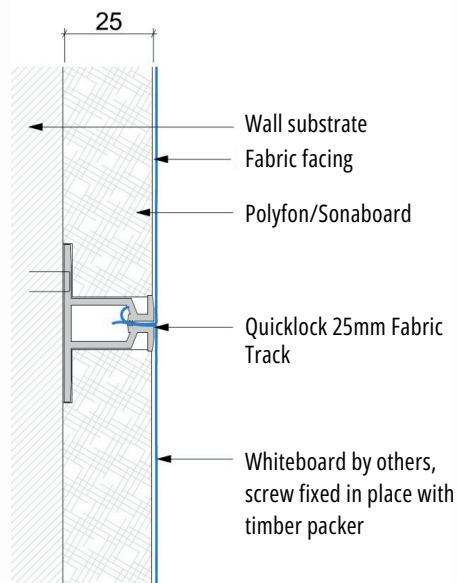 25
Wall substrate
Fabric facing
Polyfon/Sonaboard
Quicklock 25mm Fabric
Track
Whiteboard by others,
screw fixed in place with
timber packer